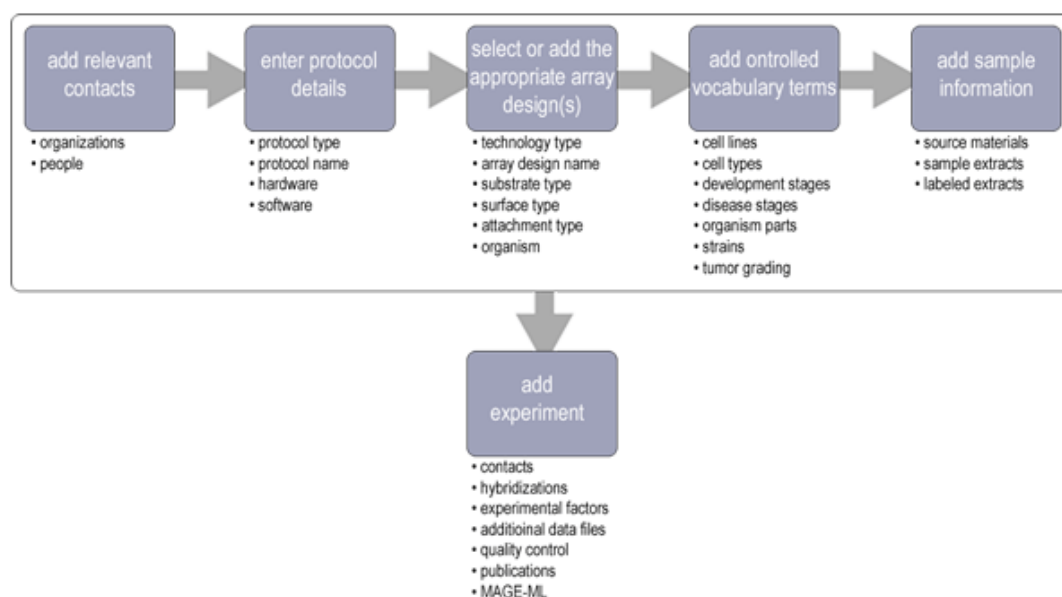 add relevant
contacts
• organizations
• people
enter protocol
details
• protocol type
• protocol name
• hardware
• software
select or add the
appropriate array
design(s)
• technology type
• array design name
• substrate type
• surface type
• attachment type
• organism
add ontrolled
vocabulary terms
• cell lines
• cell types
• development stages
• disease stages
• organism parts
• strains
• tumor grading
add sample
information
• source materials
• sample extracts
• labeled extracts
add
experiment
• contacts
• hybridizations
• experimental factors
• additioinal data files
• quality control
• publications
• MAGE-ML